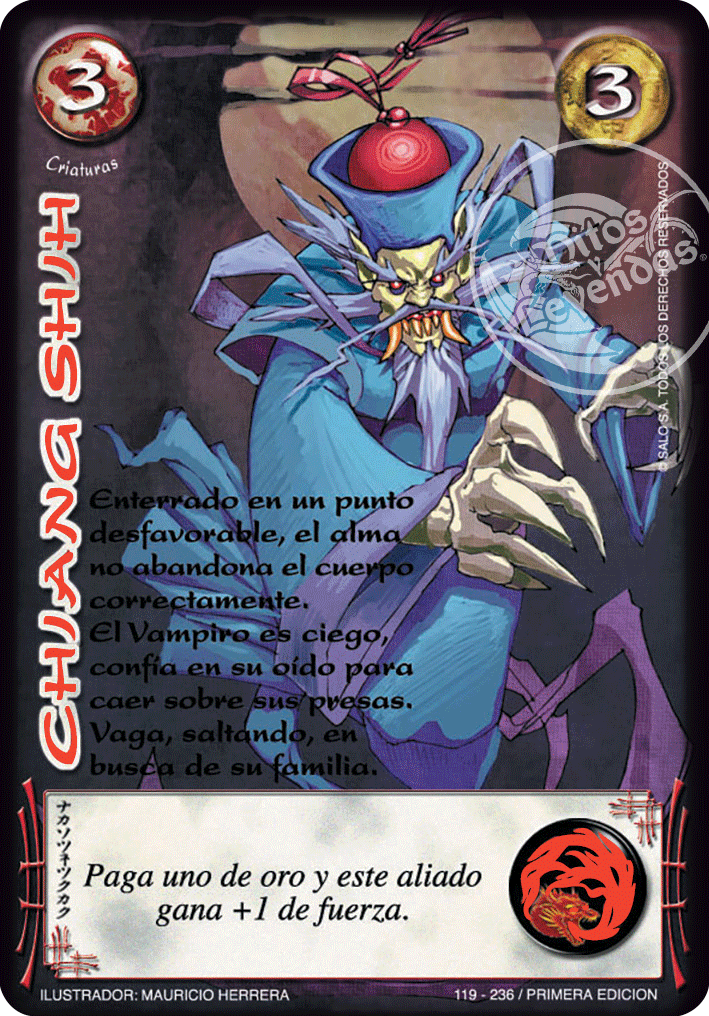 3
3
Criaturas
Mitos
y
Leyendas®
© SALO S.A. TODOS LOS DERECHOS RESERVADOS
CHIANG SHIH
Enterrado en un punto
desfavorable, el alma
no abandona el cuerpo
correctamente.
El Vampiro es ciego,
confía en su oído para
caer sobre sus presas.
Vaga, saltando, en
busca de su familia.
ナカソツネツクカク
Paga uno de oro y este aliado
gana +1 de fuerza.
ILUSTRADOR: MAURICIO HERRERA
119 - 236 / PRIMERA EDICION